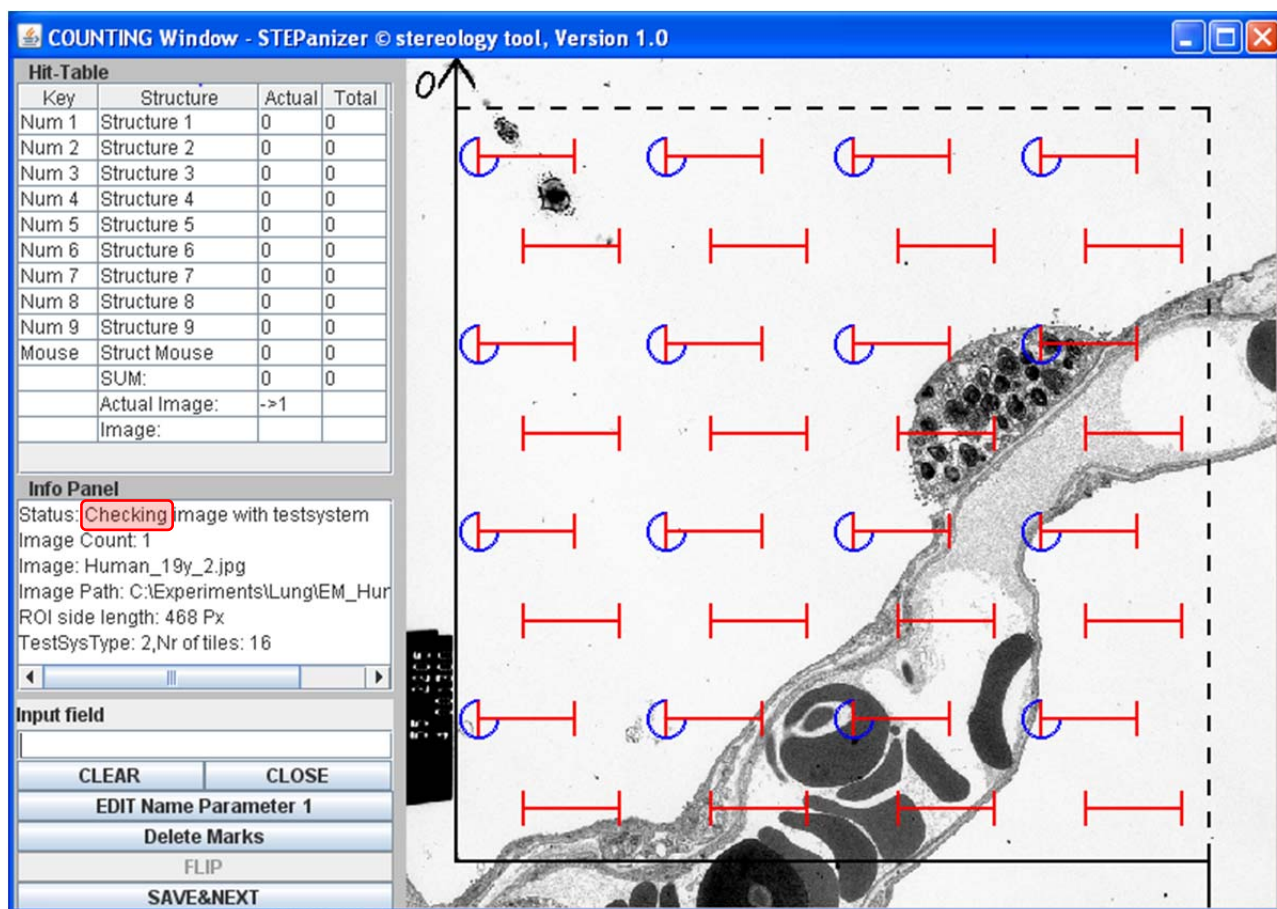 COUNTING Window - STEPanizer © stereology tool, Version 1.0
Hit-Table
Key Structure Actual Total
Num 1 Structure 1 0 0
Num 2 Structure 2 0 0
Num 3 Structure 3 0 0
Num 4 Structure 4 0 0
Num 5 Structure 5 0 0
Num 6 Structure 6 0 0
Num 7 Structure 7 0 0
Num 8 Structure 8 0 0
Num 9 Structure 9 0 0
Mouse Struct Mouse 0 0
SUM: 0 0
Actual Image: ->1
Image:
Info Panel
Status: Checking image with testsystem
Image Count: 1
Image: Human_19y_2.jpg
Image Path: C:\Experiments\Lung\EM_Hur
ROI side length: 468 Px
TestSysType: 2,Nr of tiles: 16
Input field
CLEAR CLOSE
EDIT Name Parameter 1
Delete Marks
FLIP
SAVE&NEXT
0